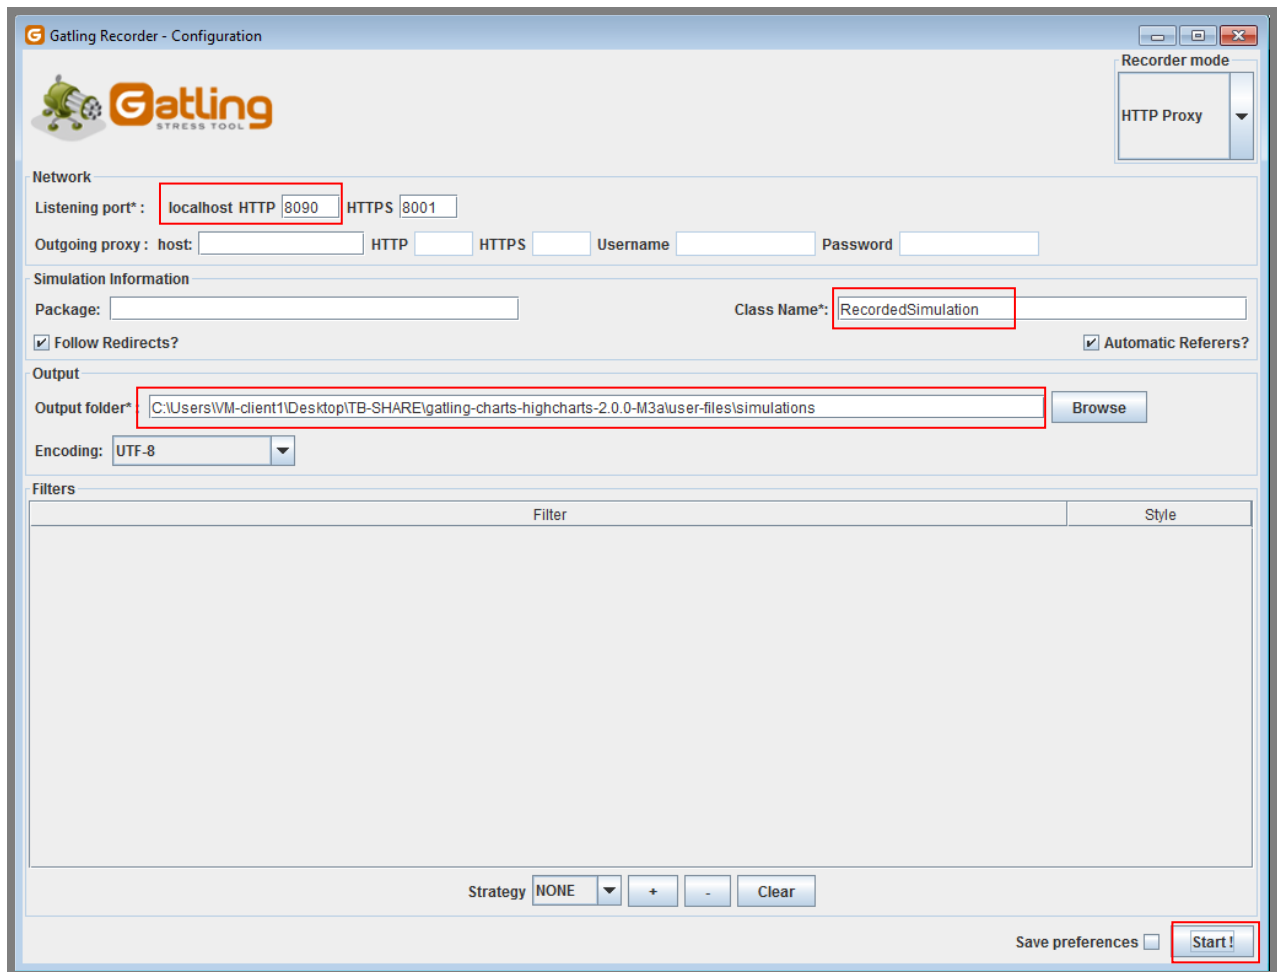 Gatling Recorder - Configuration
Gatling
STRESS TOOL
Recorder mode
HTTP Proxy
Network
Listening port* : localhost HTTP 8090 HTTPS 8001
Outgoing proxy : host: HTTP HTTPS Username Password
Simulation Information
Package: Class Name*: RecordedSimulation
Follow Redirects? Automatic Referers?
Output
Output folder* : C:\Users\VM-client1\Desktop\TB-SHARE\gatling-charts-highcharts-2.0.0-M3a\user-files\simulations Browse
Encoding: UTF-8
Filters
Filter Style
Strategy NONE + - Clear
Save preferences Start !